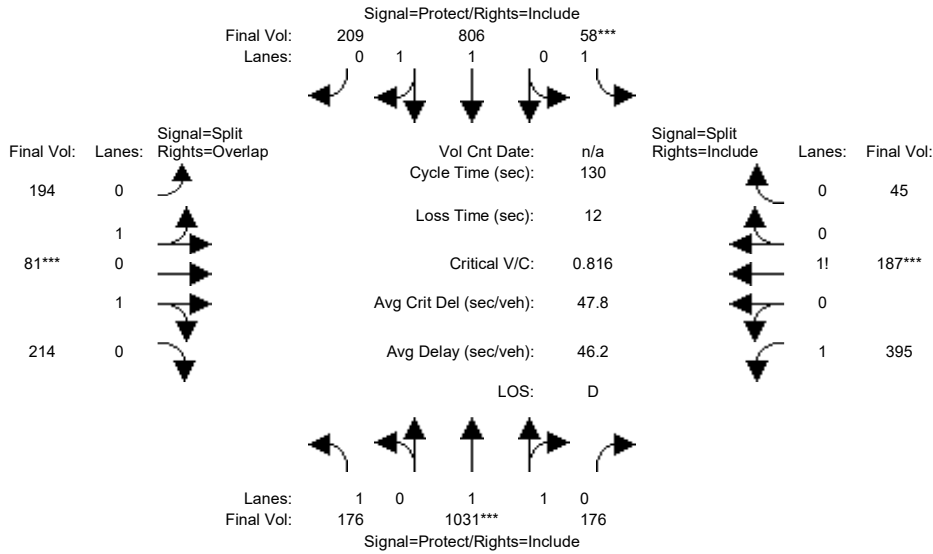 Signal=Protect/Rights=Include
Final Vol: 209 806 58***
Lanes: 0 1 1 0 1
Signal=Split
Final Vol: Lanes: Rights=Overlap
Vol Cnt Date: n/a
Signal=Split
Rights=Include Lanes: Final Vol:
Cycle Time (sec): 130
194 0
0 45
Loss Time (sec): 12
1
0
81*** 0
Critical V/C: 0.816
1! 187***
1
Avg Crit Del (sec/veh): 47.8
0
214 0
Avg Delay (sec/veh): 46.2
1 395
LOS: D
Lanes: 1 0 1 1 0
Final Vol: 176 1031*** 176
Signal=Protect/Rights=Include